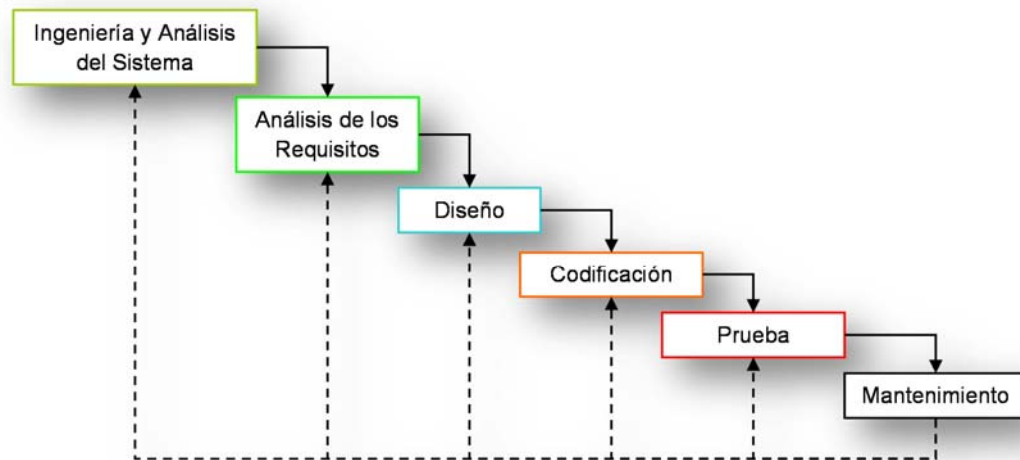 Ingeniería y Análisis
del Sistema
Análisis de los
Requisitos
Diseño
Codificación
Prueba
Mantenimiento